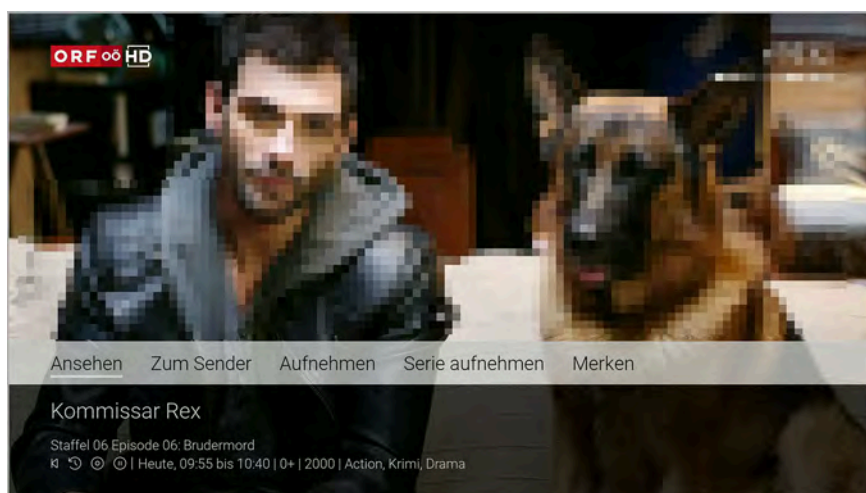 ORF oö HD
Ansehen Zum Sender Aufnehmen Serie aufnehmen Merken
Kommissar Rex
Staffel 06 Episode 06: Brudermord
| Heute, 09:55 bis 10:40 | 0+ | 2000 | Action, Krimi, Drama